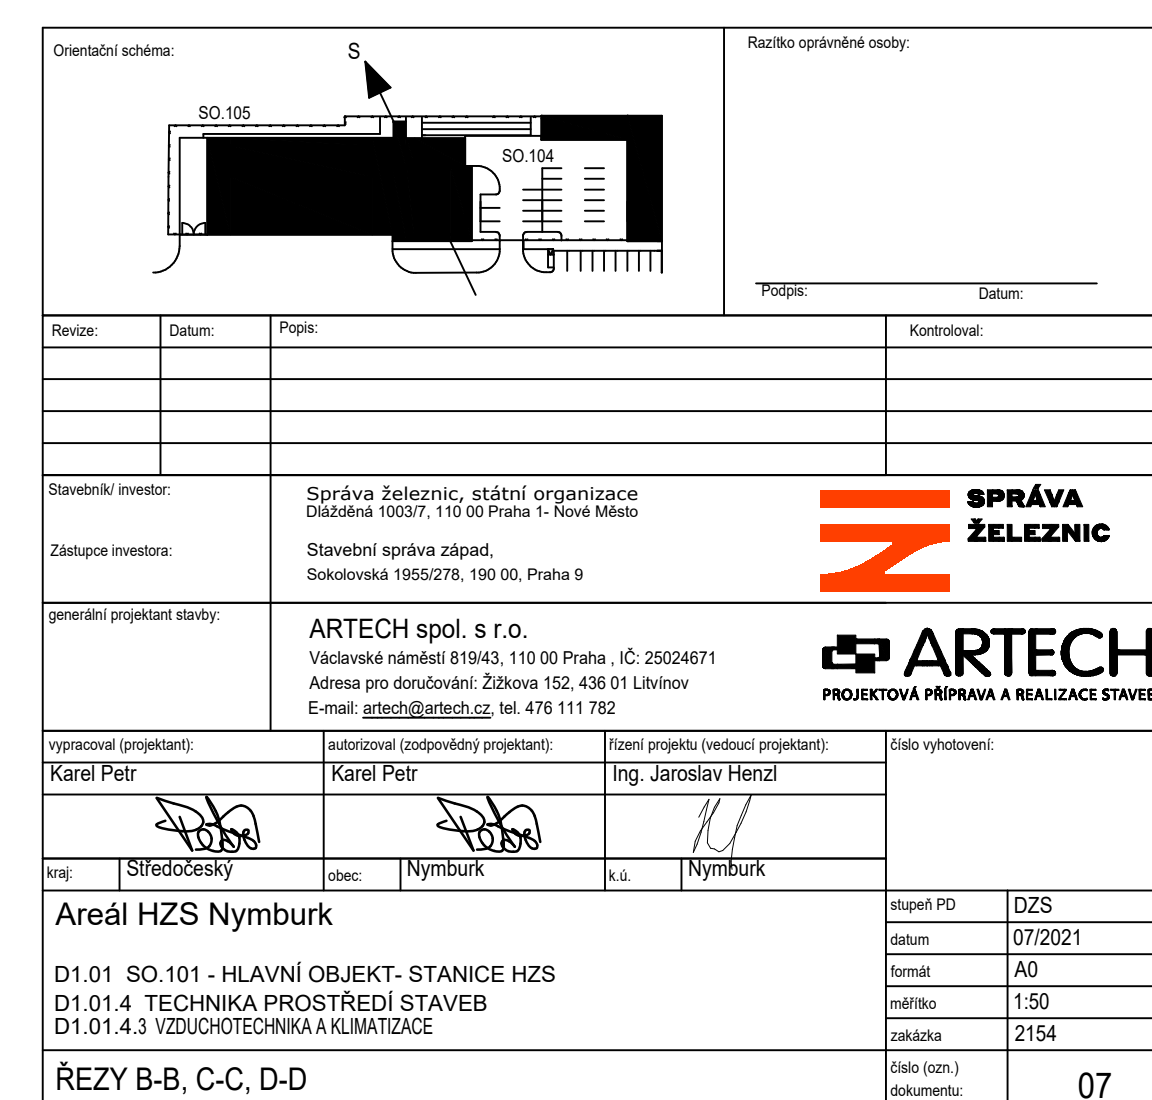 Orientační schéma:
S
SO.105
SO.104
Razítko oprávněné osoby:
Podpis:
Datum:
Revize:
Datum:
Popis:
Kontroloval:
Stavebník/ investor:
Správa železnic, státní organizace
Dlážděná 1003/7, 110 00 Praha 1- Nové Město
Zástupce investora:
Stavební správa západ,
Sokolovská 1955/278, 190 00, Praha 9
SPRÁVA
ŽELEZNIC
generální projektant stavby:
ARTECH spol. s r.o.
Václavské náměstí 819/43, 110 00 Praha , IČ: 25024671
Adresa pro doručování: Žižkova 152, 436 01 Litvínov
E-mail: artech@artech.cz, tel. 476 111 782
ARTECH
PROJEKTOVÁ PŘÍPRAVA A REALIZACE STAVEB
vypracoval (projektant):
autorizoval (zodpovědný projektant):
řízení projektu (vedoucí projektant):
číslo vyhotovení:
Karel Petr
Karel Petr
Ing. Jaroslav Henzl
kraj:
Středočeský
obec:
Nymburk
k.ú.
Nymburk
Areál HZS Nymburk
D1.01 SO.101 - HLAVNÍ OBJEKT- STANICE HZS
D1.01.4 TECHNIKA PROSTŘEDÍ STAVEB
D1.01.4.3 VZDUCHOTECHNIKA A KLIMATIZACE
stupeň PD
DZS
datum
07/2021
formát
A0
měřítko
1:50
zakázka
2154
ŘEZY B-B, C-C, D-D
číslo (ozn.)
dokumentu:
07